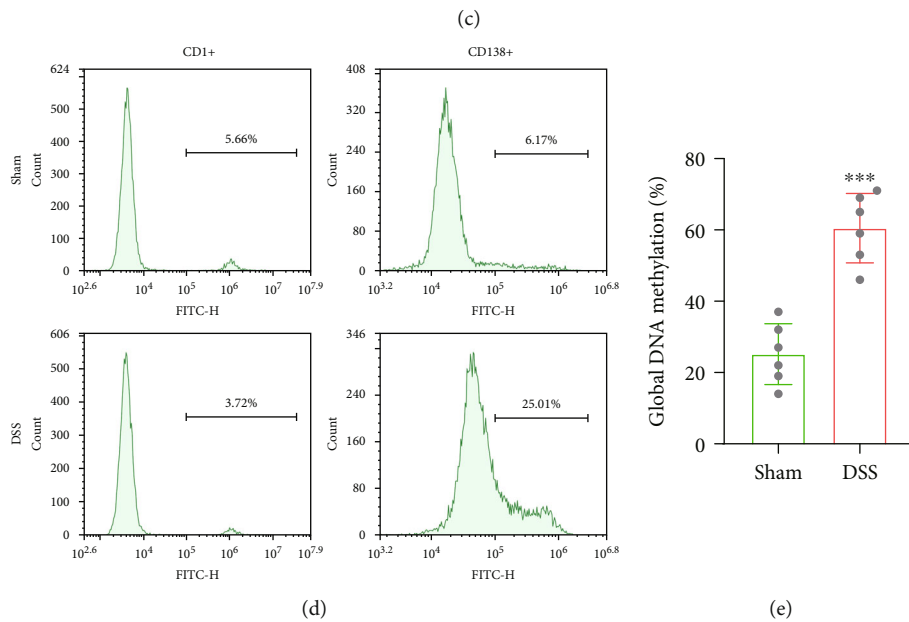 (c)
CD1+
CD138+
Sham
Count
624
500
400
300
200
100
0
5.66%
10^2.6 10^4 10^5 10^6 10^7 10^7.9
FITC-H
Count
408
320
240
160
80
0
6.17%
10^3.2 10^4 10^5 10^6 10^6.8
FITC-H
DSS
Count
606
500
400
300
200
100
0
3.72%
10^2.6 10^4 10^5 10^6 10^7 10^7.9
FITC-H
Count
346
240
160
80
0
25.01%
10^3.2 10^4 10^5 10^6 10^6.8
FITC-H
(d)
Global DNA methylation (%)
80
60
40
20
0
***
Sham DSS
(e)